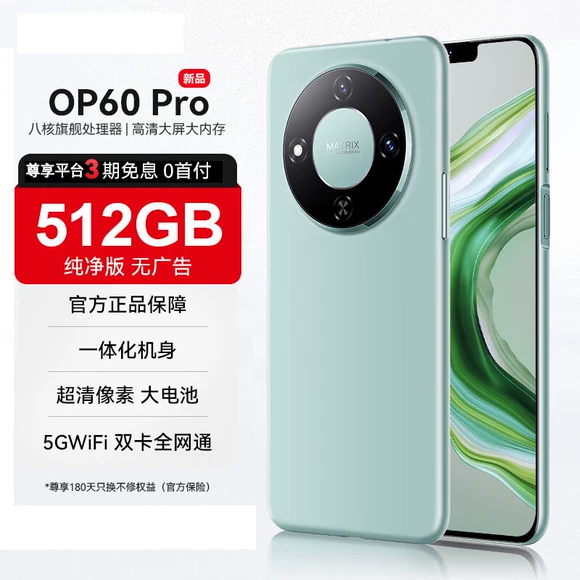 新品
OP60 Pro
八核旗舰处理器 | 高清大屏大内存
尊享平台3期免息 0首付
512GB
纯净版 无广告
官方正品保障
一体化机身
超清像素 大电池
5GWiFi 双卡全网通
*尊享180天只换不修权益（官方保险）
MATRIX